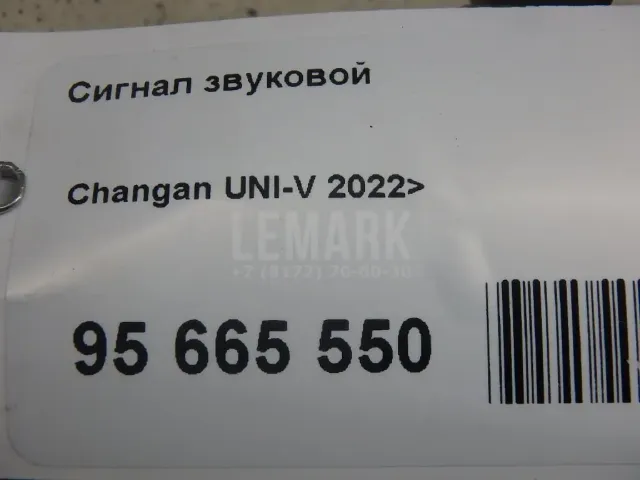 Сигнал звуковой
Changan UNI-V 2022>
LEMARK
95 665 550